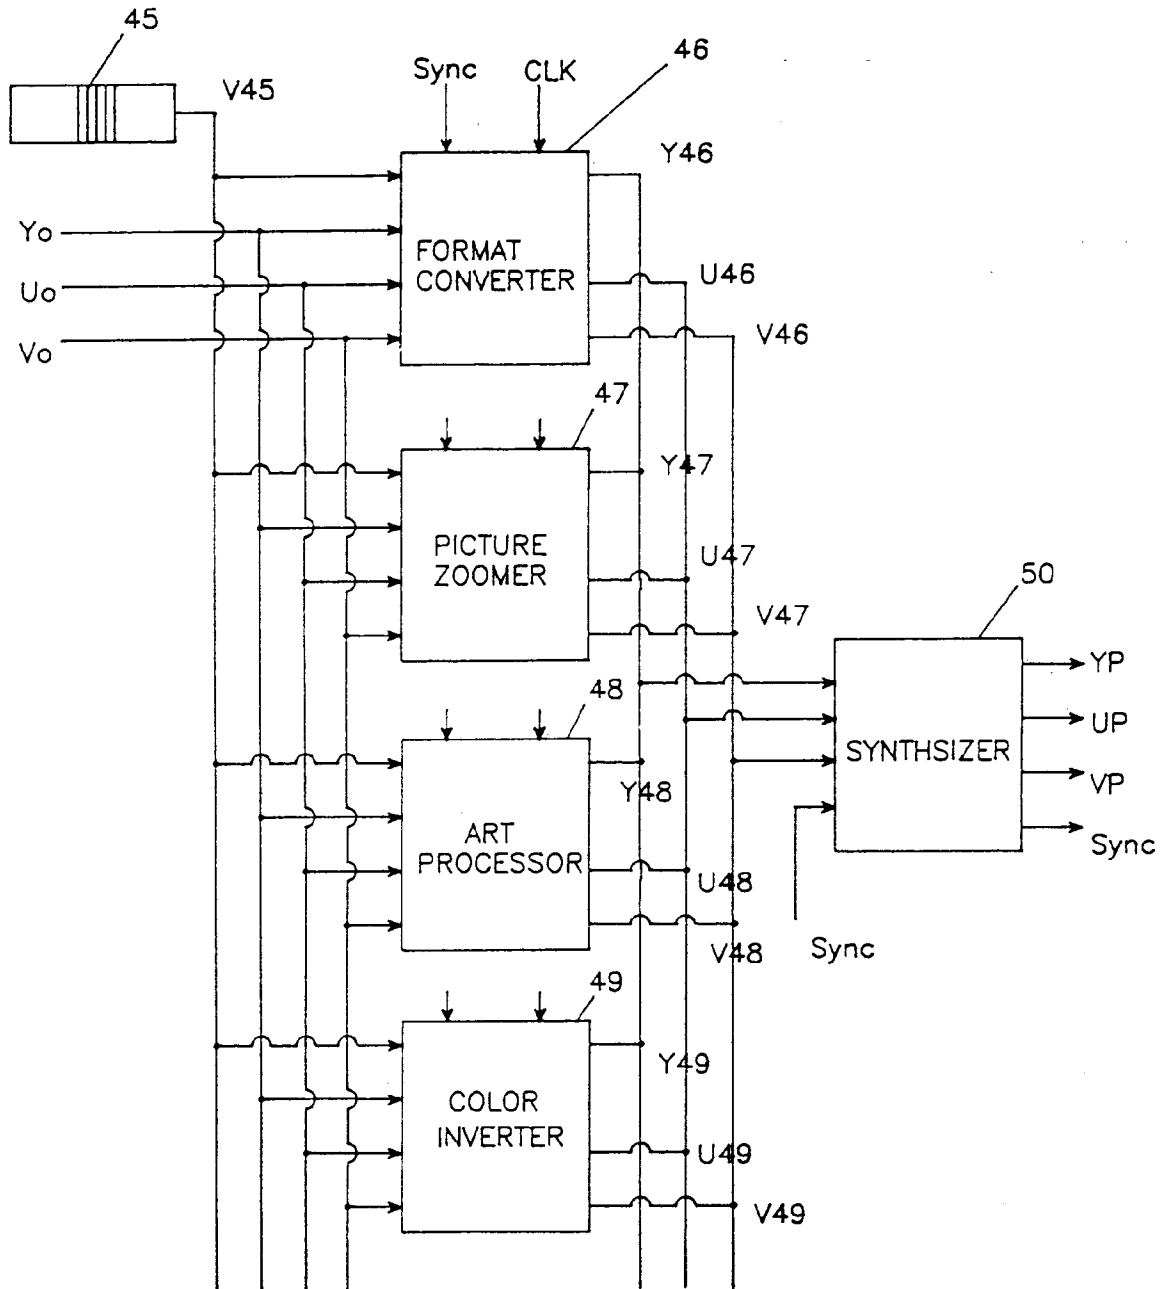 45
V45
Sync
CLK
46
Y46
Yo
FORMAT
CONVERTER
U46
Uo
V46
Vo
47
Y47
PICTURE
ZOOMER
U47
V47
50
YP
48
UP
SYNTHSIZER
VP
Y48
ART
PROCESSOR
Sync
U48
V48
Sync
49
Y49
COLOR
INVERTER
U49
V49